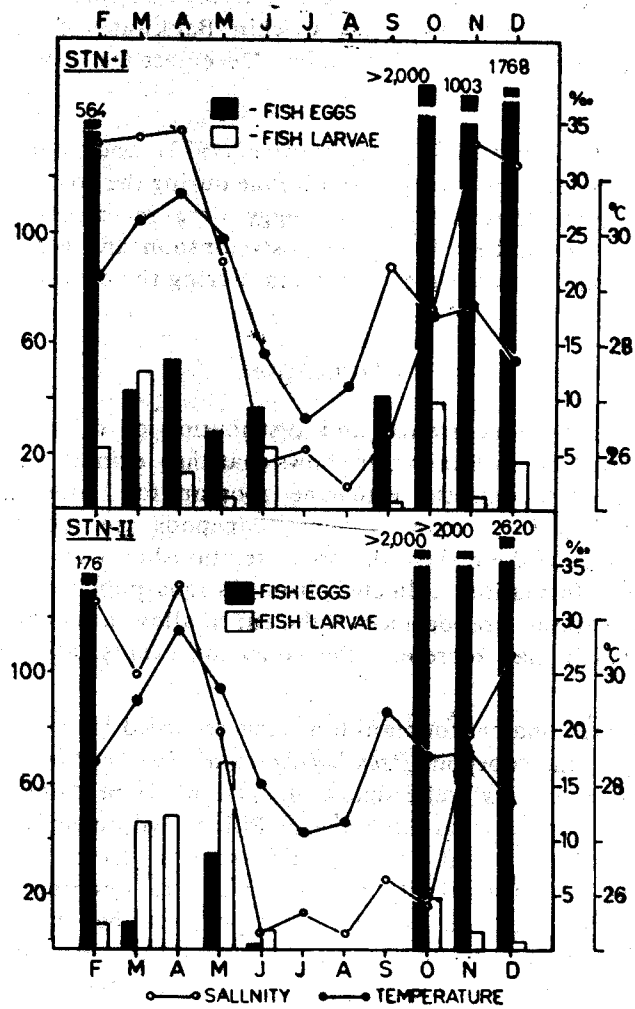 F M A M J J A S O N D
STN-I
>2,000 1003 1768
564
- FISH EGGS
- FISH LARVAE
%o
35
30
°C
100
25
30
20
60
15
28
10
20
5
26
STN-II
>2,000 >2,000 2620
176
%o
35
FISH EGGS
FISH LARVAE
30
°C
100
25
30
20
60
15
28
10
20
5
26
F M A M J J A S O N D
SALLNITY TEMPERATURE